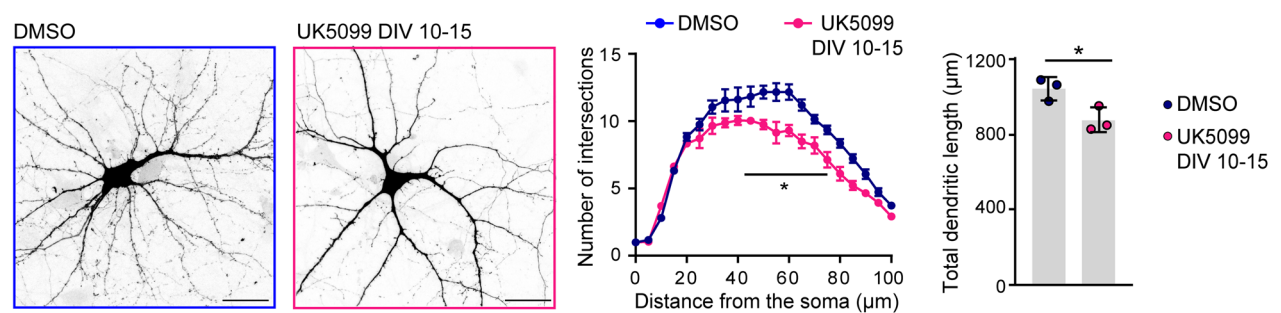 DMSO
UK5099 DIV 10-15
DMSO
UK5099
DIV 10-15
Number of intersections
15
10
5
0
0
20
40
60
80
100
*
Distance from the soma (µm)
Total dendritic length (µm)
1200
800
400
0
*
DMSO
UK5099
DIV 10-15